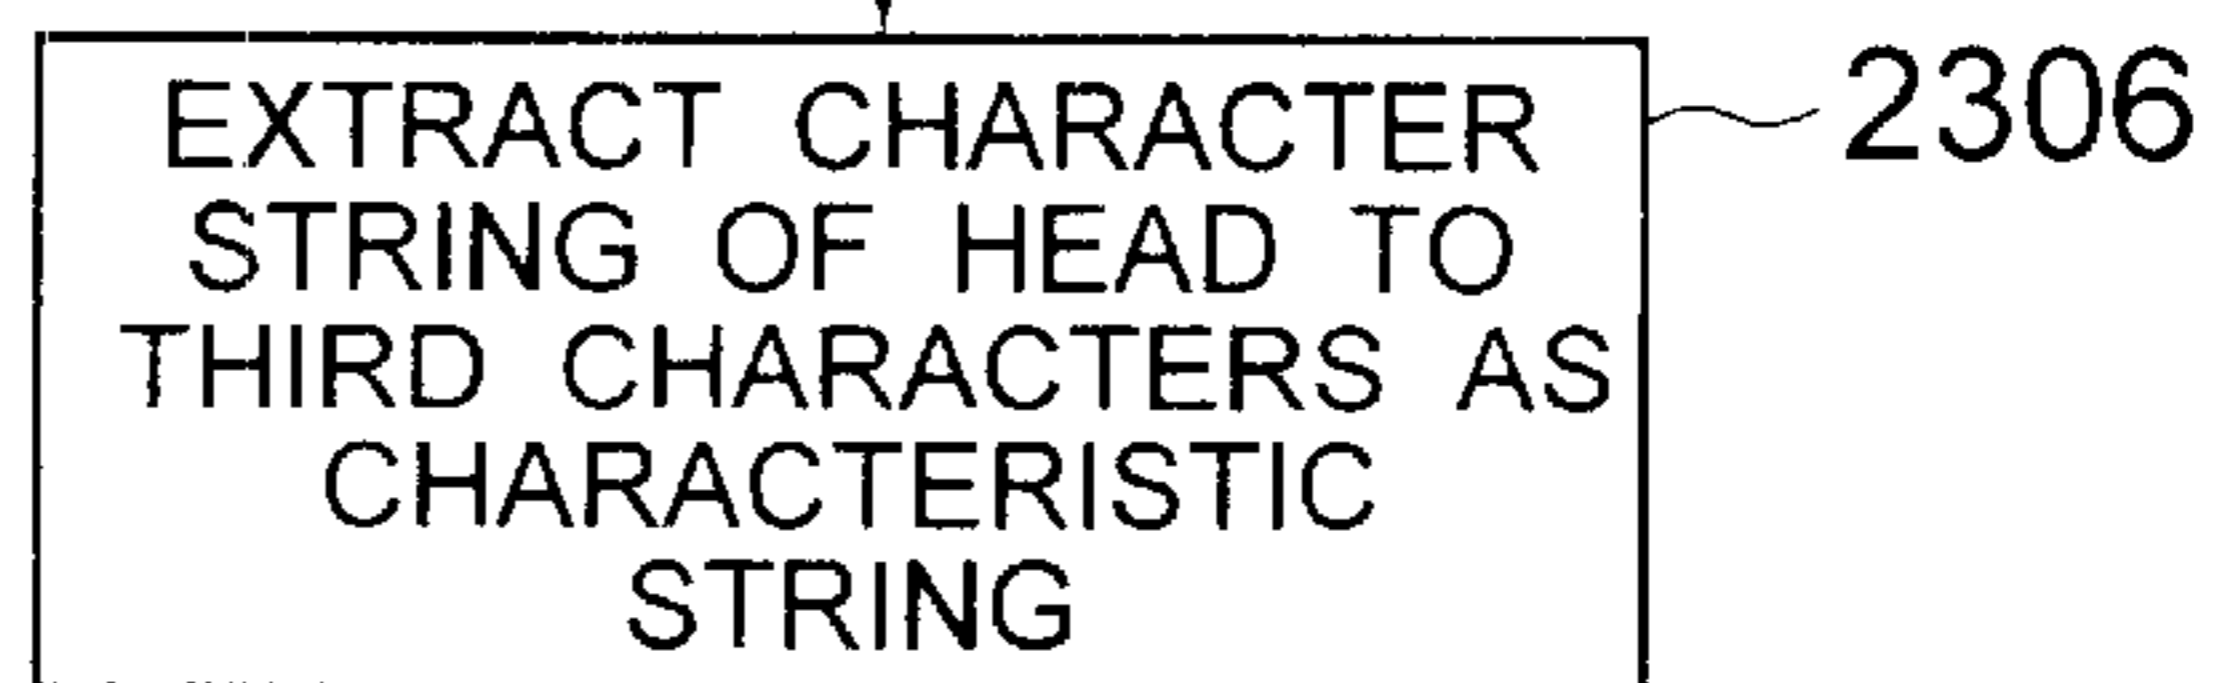 EXTRACT CHARACTER 2306
STRING OF HEAD TO
THIRD CHARACTERS AS
CHARACTERISTIC
STRING